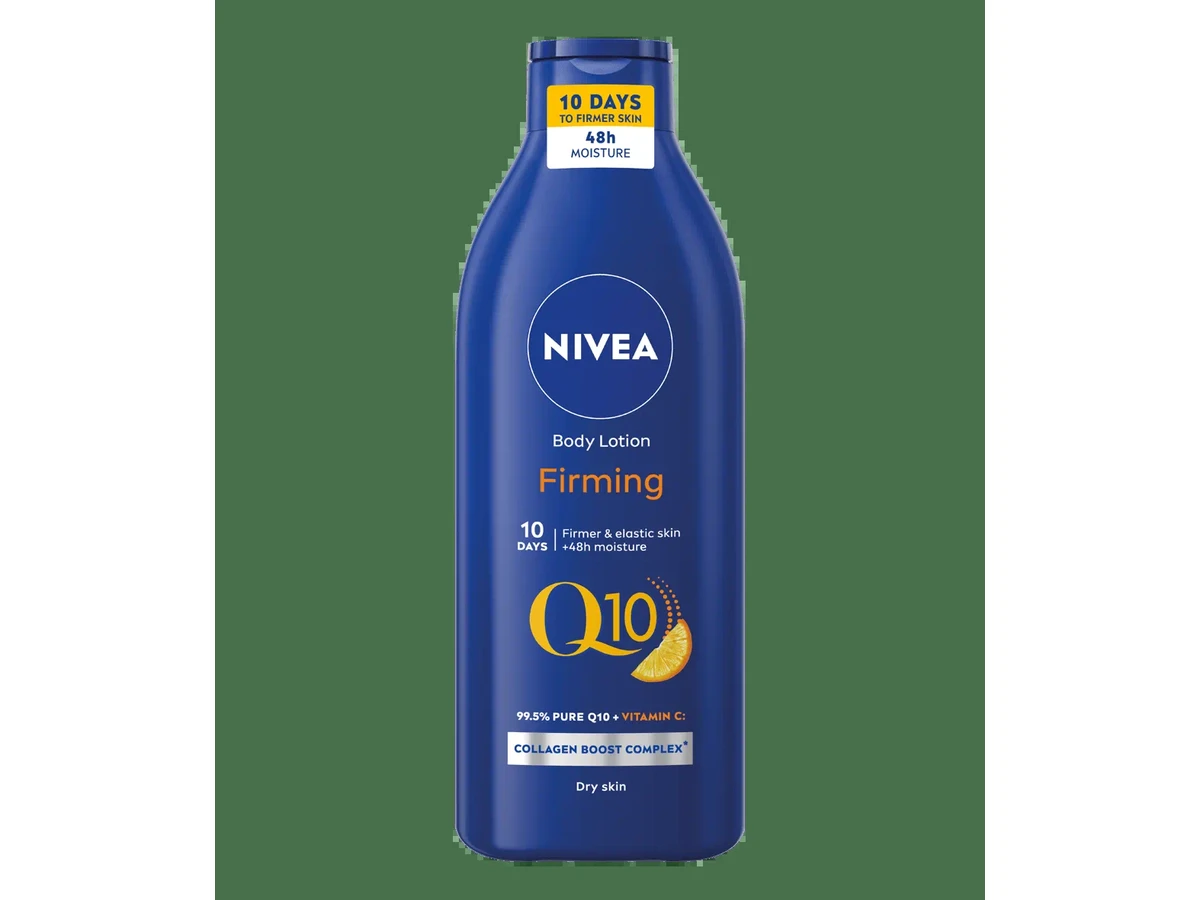 10 DAYS
TO FIRMER SKIN
48h
MOISTURE
NIVEA
Body Lotion
Firming
10
DAYS
Firmer & elastic skin
+48h moisture
Q10
99.5% PURE Q10 + VITAMIN C:
COLLAGEN BOOST COMPLEX*
Dry skin